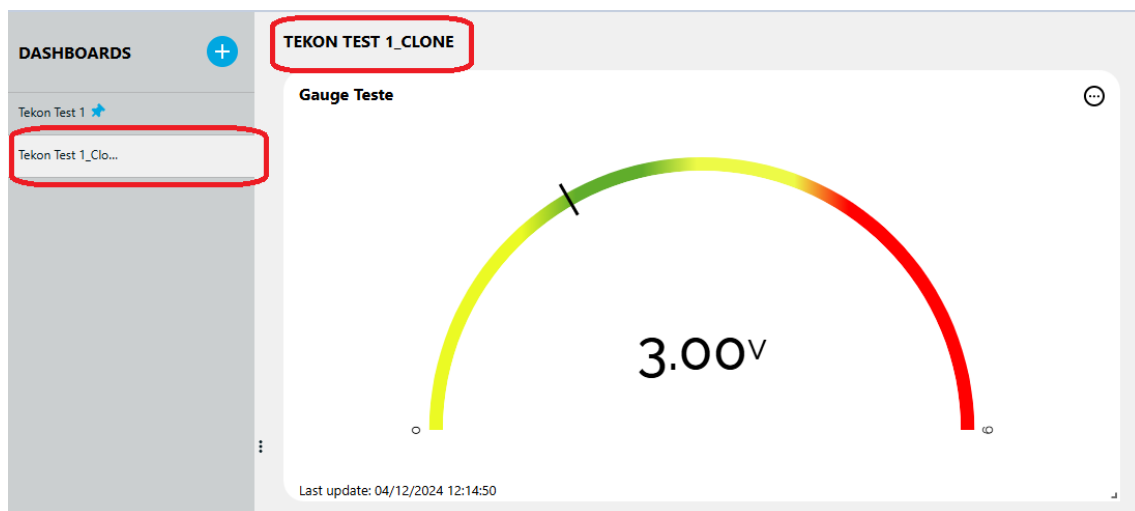 DASHBOARDS
Tekon Test 1
Tekon Test 1_Clo...
TEKON TEST 1_CLONE
Gauge Teste
3.00V
0
9
Last update: 04/12/2024 12:14:50